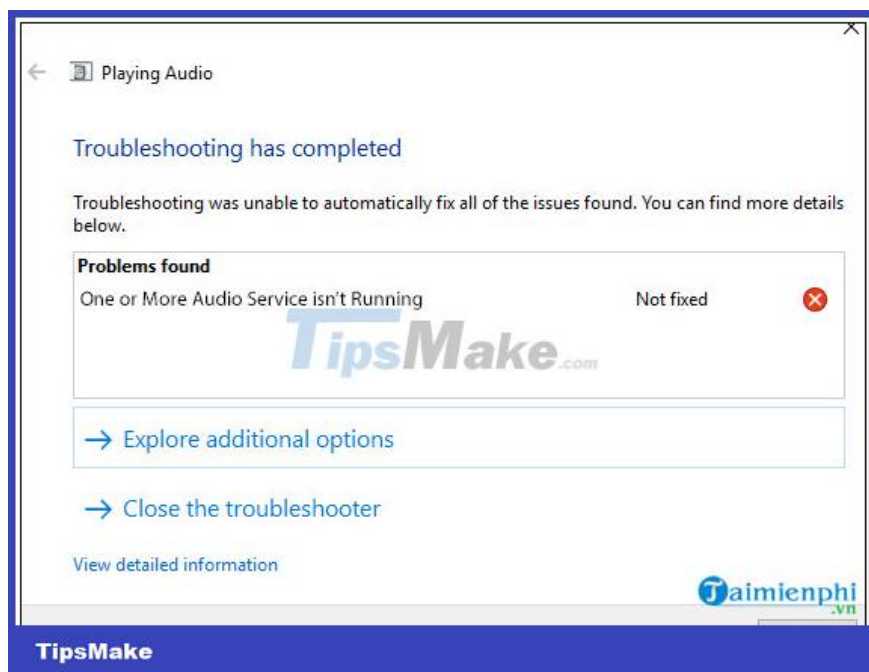 Playing Audio
Troubleshooting has completed
Troubleshooting was unable to automatically fix all of the issues found. You can find more details
below.
Problems found
One or More Audio Service isn't Running Not fixed
TipsMake.com
Explore additional options
Close the troubleshooter
View detailed information
Taimienphi
.vn
TipsMake